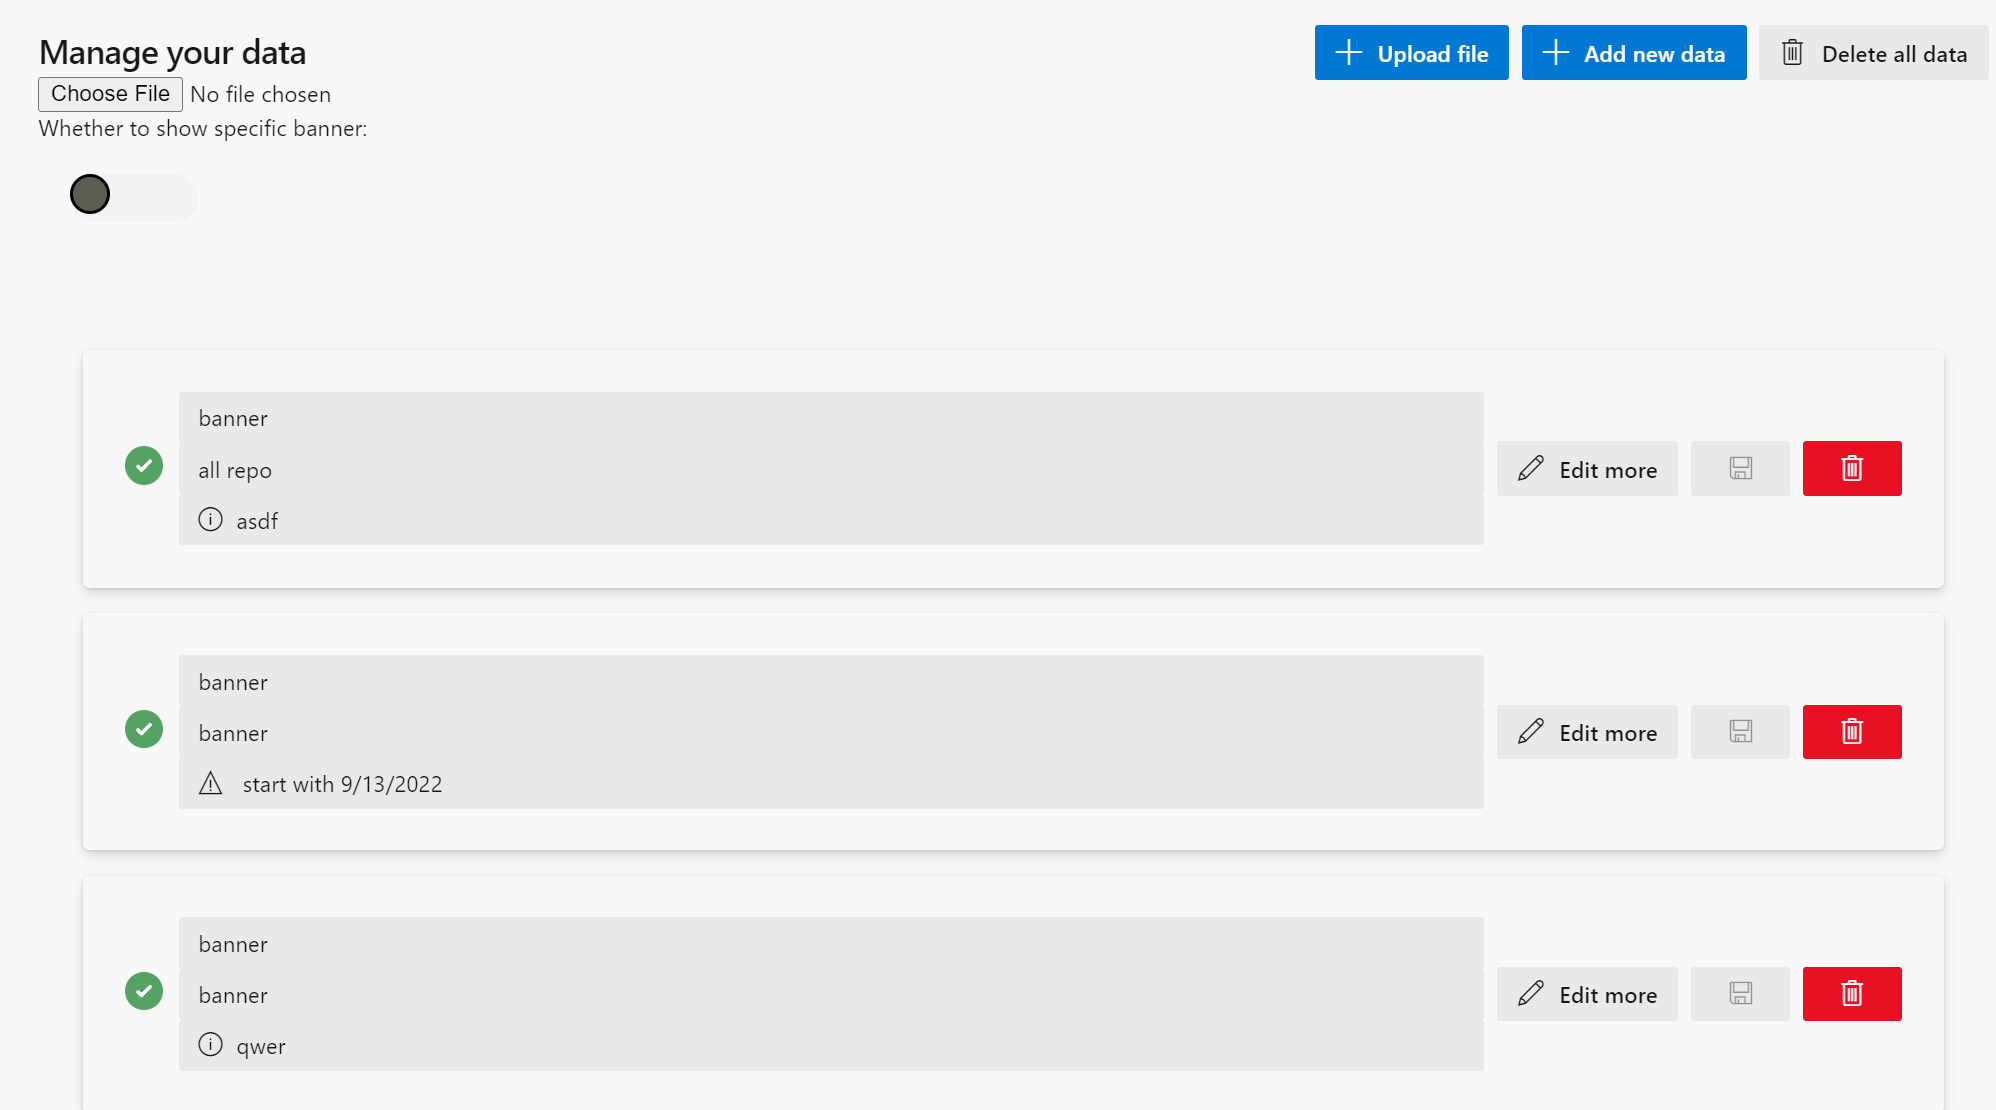 Manage your data
Upload file
Add new data
Delete all data
Choose File No file chosen
Whether to show specific banner:
banner
all repo
asdf
Edit more
banner
banner
start with 9/13/2022
Edit more
banner
banner
qwer
Edit more